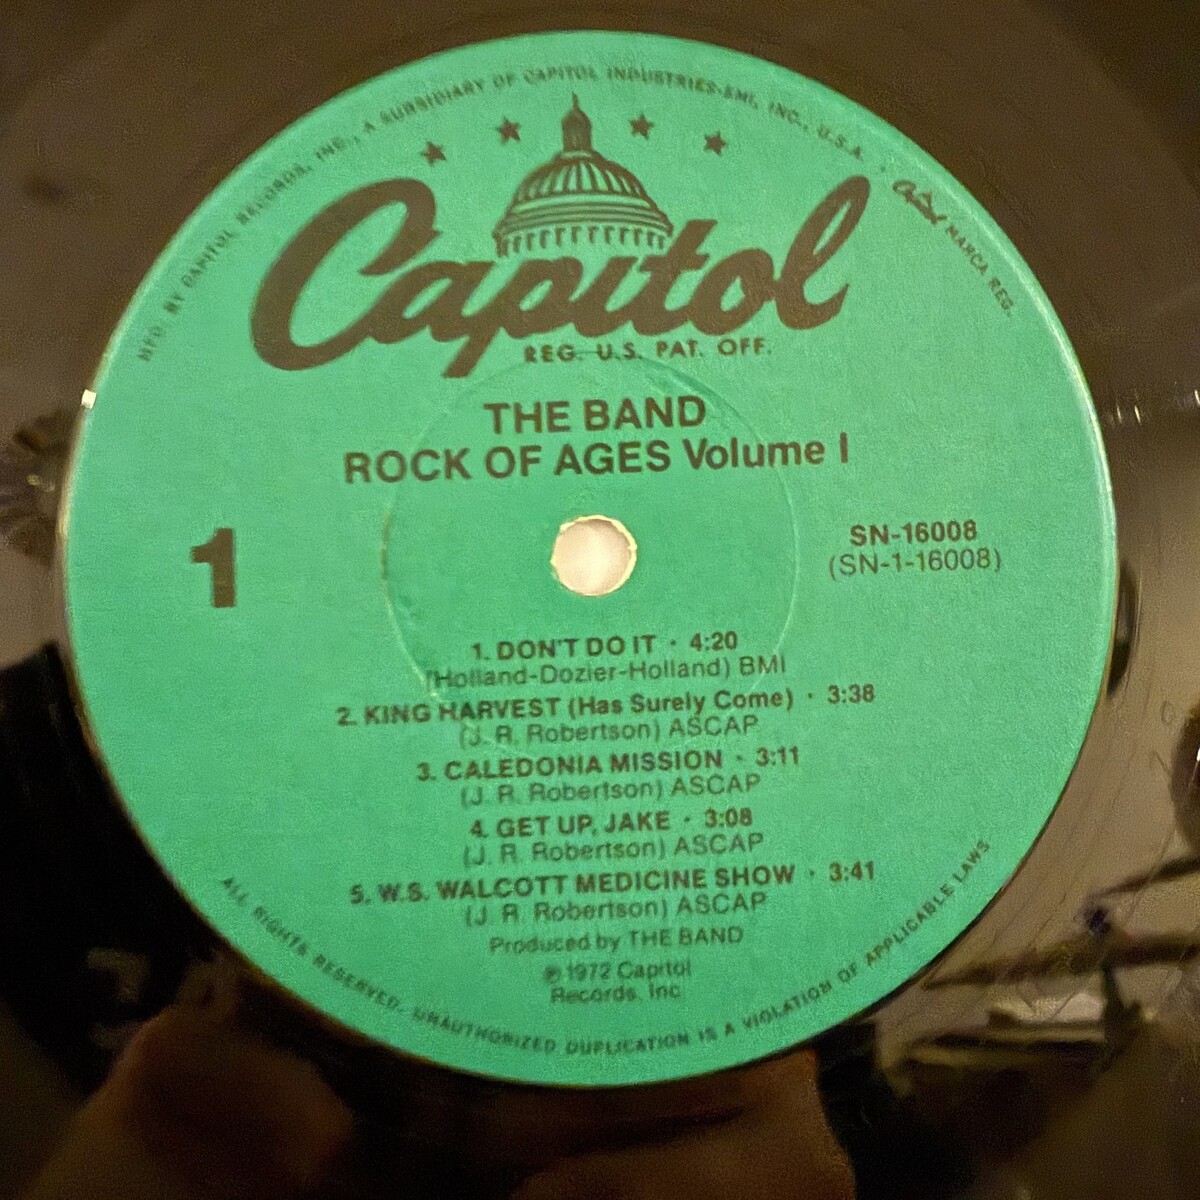 MFD. BY CAPITOL RECORDS, INC., A SUBSIDIARY OF CAPITOL INDUSTRIES-EMI, INC., U.S.A. · Capitol MARCA REG.
Capitol
REG. U.S. PAT. OFF.
THE BAND
ROCK OF AGES Volume I
1
SN-16008
(SN-1-16008)
1. DON'T DO IT · 4:20
(Holland-Dozier-Holland) BMI
2. KING HARVEST (Has Surely Come) · 3:38
(J. R. Robertson) ASCAP
3. CALEDONIA MISSION · 3:11
(J. R. Robertson) ASCAP
4. GET UP, JAKE · 3:08
(J. R. Robertson) ASCAP
5. W.S. WALCOTT MEDICINE SHOW · 3:41
(J. R. Robertson) ASCAP
Produced by THE BAND
℗ 1972 Capitol
Records, Inc
ALL RIGHTS RESERVED. UNAUTHORIZED DUPLICATION IS A VIOLATION OF APPLICABLE LAWS